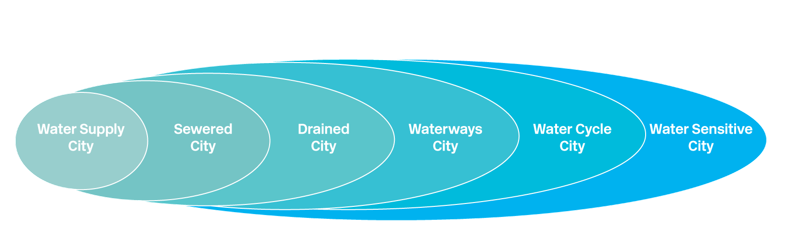 Water Supply
City
Sewered
City
Drained
City
Waterways
City
Water Cycle
City
Water Sensitive
City